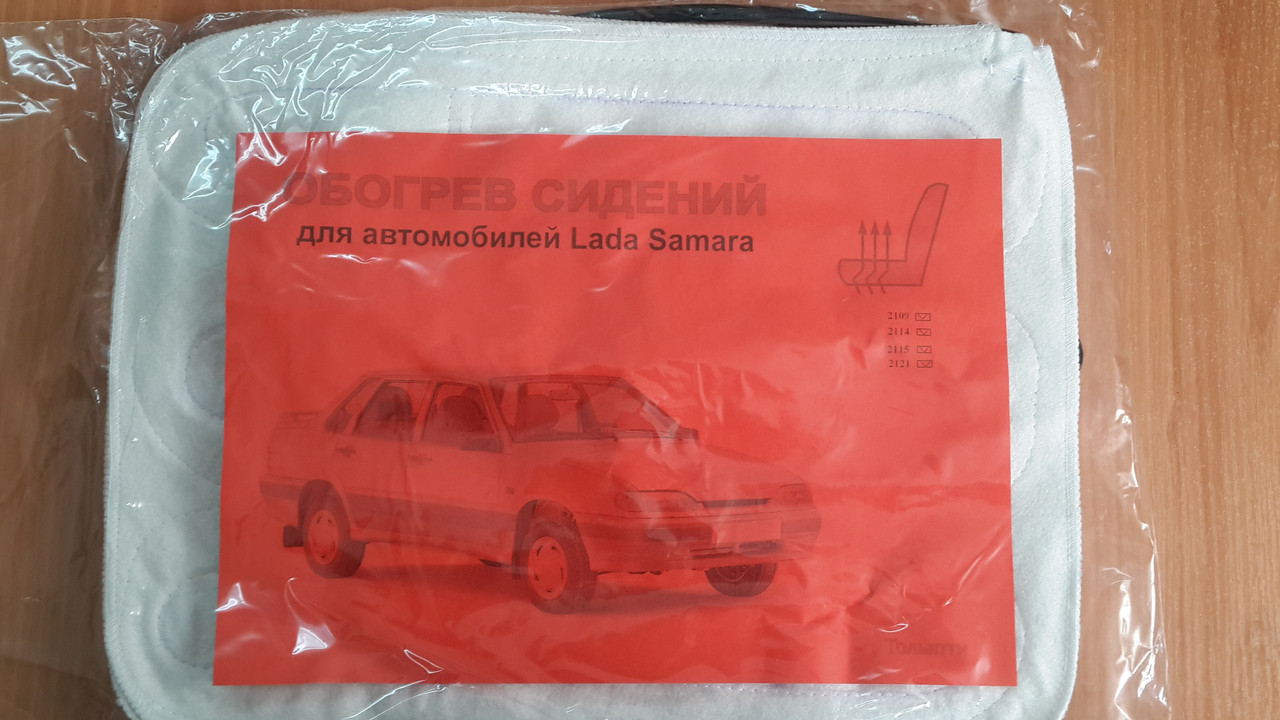 ОБОГРЕВ СИДЕНИЙ
для автомобилей Lada Samara
2109
2114
2115
2121